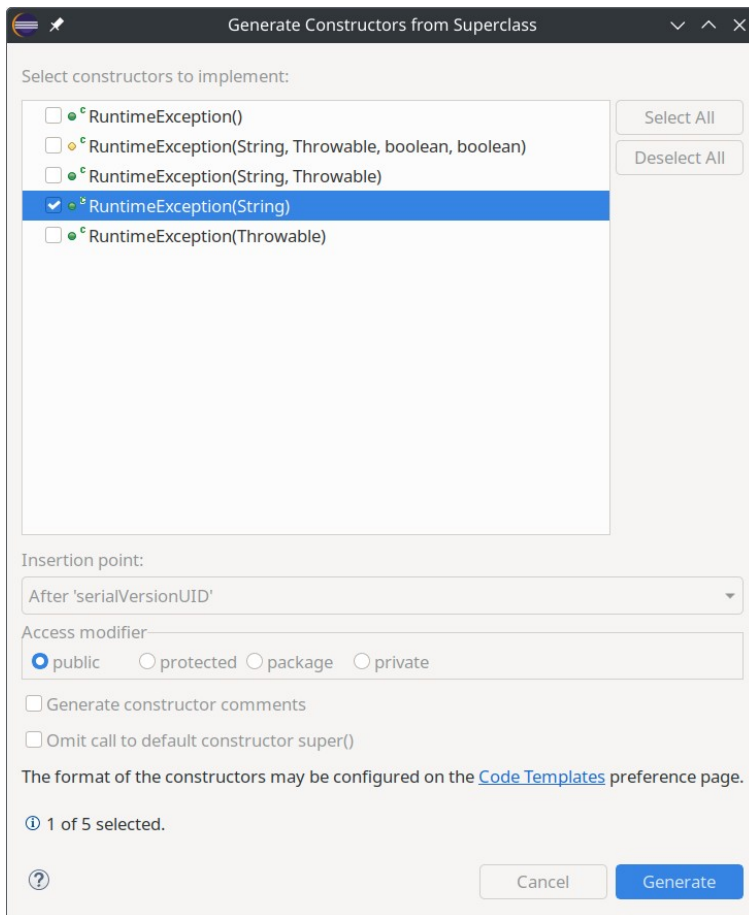 Generate Constructors from Superclass
Select constructors to implement:
RuntimeException()
RuntimeException(String, Throwable, boolean, boolean)
RuntimeException(String, Throwable)
RuntimeException(String)
RuntimeException(Throwable)
Select All
Deselect All
Insertion point:
After 'serialVersionUID'
Access modifier
public protected package private
Generate constructor comments
Omit call to default constructor super()
The format of the constructors may be configured on the Code Templates preference page.
1 of 5 selected.
Cancel Generate